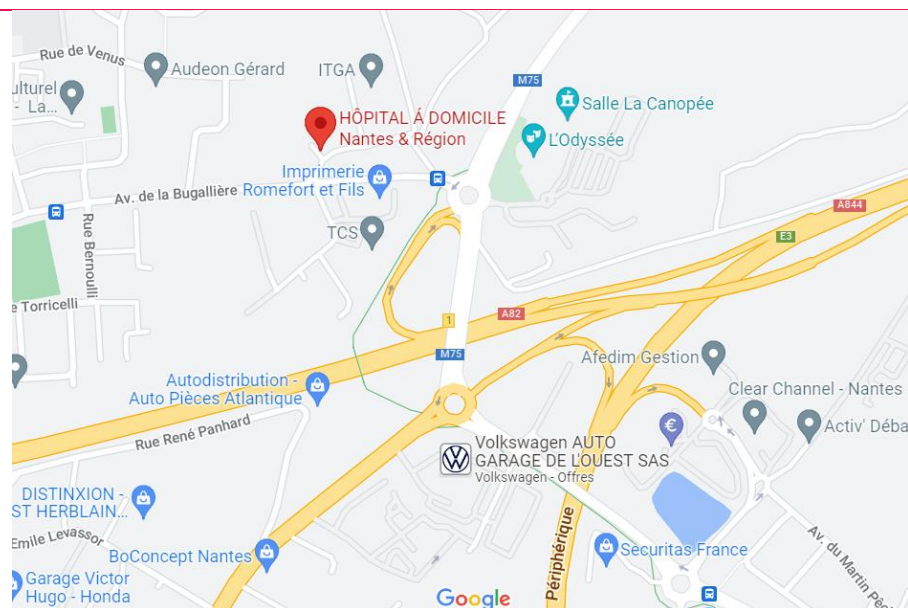 M75
Rue de Venus
Audeon Gérard
ITGA
ulturel
- La...
Salle La Canopée
HÔPITAL Á DOMICILE
Nantes & Région
L'Odyssée
Imprimerie
Romefort et Fils
Av. de la Bugallière
A844
TCS
E3
Rue Bernoulli
e Torricelli
A82
1
M75
Afedim Gestion
Autodistribution -
Auto Pièces Atlantique
Clear Channel - Nantes
€
Activ' Déba
Rue René Panhard
Volkswagen AUTO
GARAGE DE L'OUEST SAS
Volkswagen - Offres
DISTINXION -
ST HERBLAIN...
Emile Levassor
BoConcept Nantes
Périphérique
Securitas France
Av. du Martin Pêc
Garage Victor
Hugo - Honda
Google